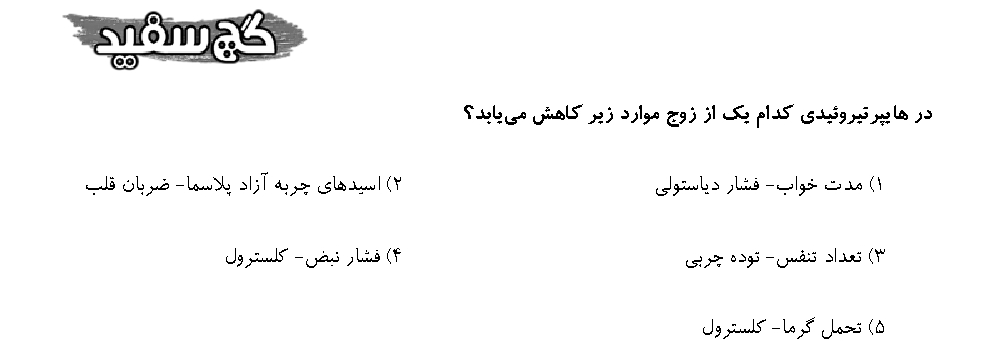 گچ سفید
در هایپرتیروئیدی کدام یک از زوج موارد زیر کاهش می‌یابد؟
۱) مدت خواب- فشار دیاستولی ۲) اسیدهای چربه آزاد پلاسما- ضربان قلب
۳) تعداد تنفس- توده چربی ۴) فشار نبض- کلسترول
۵) تحمل گرما- کلسترول